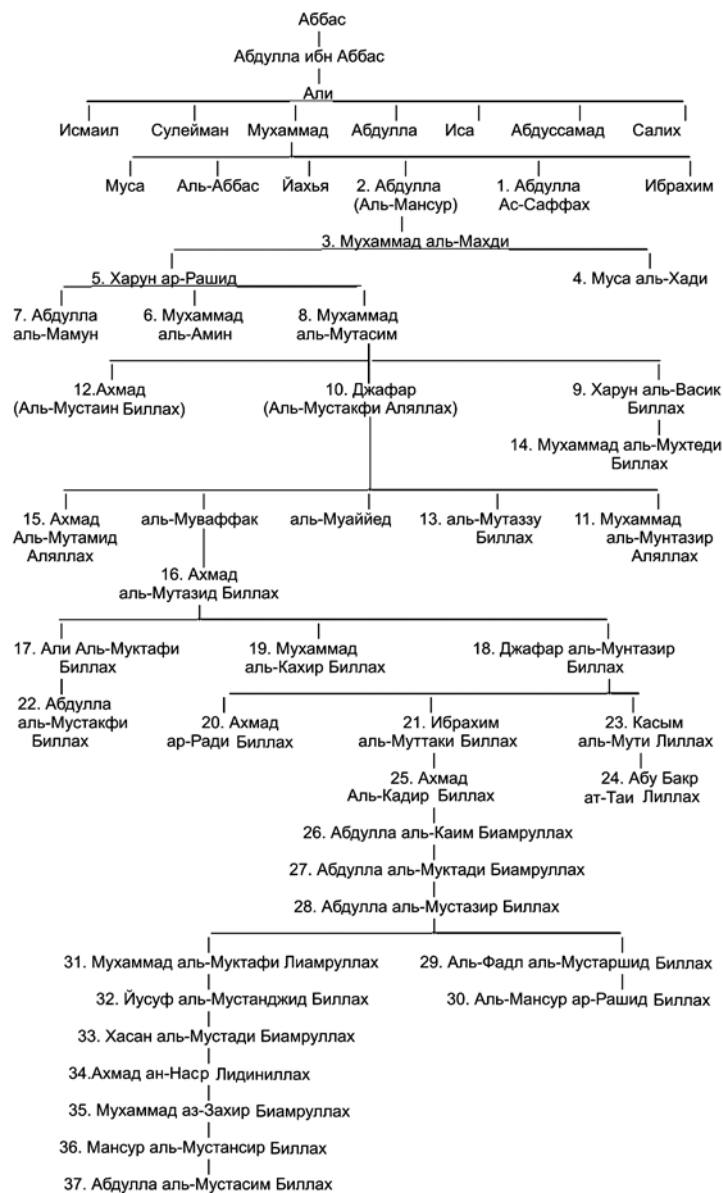 Аббас
Абдулла ибн Аббас
Али
Исмаил Сулейман Мухаммад Абдулла Иса Абдуссамад Салих
Муса Аль-Аббас Йахья 2. Абдулла 1. Абдулла Ибрахим
(Аль-Мансур) Ас-Саффах
3. Мухаммад аль-Махди
5. Харун ар-Рашид 4. Муса аль-Хади
7. Абдулла 6. Мухаммад 8. Мухаммад
аль-Мамун аль-Амин аль-Мутасим
12.Ахмад 10. Джафар 9. Харун аль-Васик
(Аль-Мустаин Биллах) (Аль-Мустакфи Аляллах) Биллах
14. Мухаммад аль-Мухтеди
Биллах
15. Ахмад аль-Муваффак аль-Муаййед 13. аль-Мутаззу 11. Мухаммад
Аль-Мутамид Биллах аль-Мунтазир
Аляллах Аляллах
16. Ахмад
аль-Мутазид Биллах
17. Али Аль-Муктафи 19. Мухаммад 18. Джафар аль-Мунтазир
Биллах аль-Кахир Биллах Биллах
22. Абдулла 20. Ахмад 21. Ибрахим 23. Касым
аль-Мустакфи ар-Ради Биллах аль-Муттаки Биллах аль-Мути Лиллах
Биллах
25. Ахмад 24. Абу Бакр
Аль-Кадир Биллах ат-Таи Лиллах
26. Абдулла аль-Каим Биамруллах
27. Абдулла аль-Муктади Биамруллах
28. Абдулла аль-Мустазир Биллах
31. Мухаммад аль-Муктафи Лиамруллах 29. Аль-Фадл аль-Мустаршид Биллах
32. Йусуф аль-Мустанджид Биллах 30. Аль-Мансур ар-Рашид Биллах
33. Хасан аль-Мустади Биамруллах
34.Ахмад ан-Наср Лидиниллах
35. Мухаммад аз-Захир Биамруллах
36. Мансур аль-Мустансир Биллах
37. Абдулла аль-Мустасим Биллах